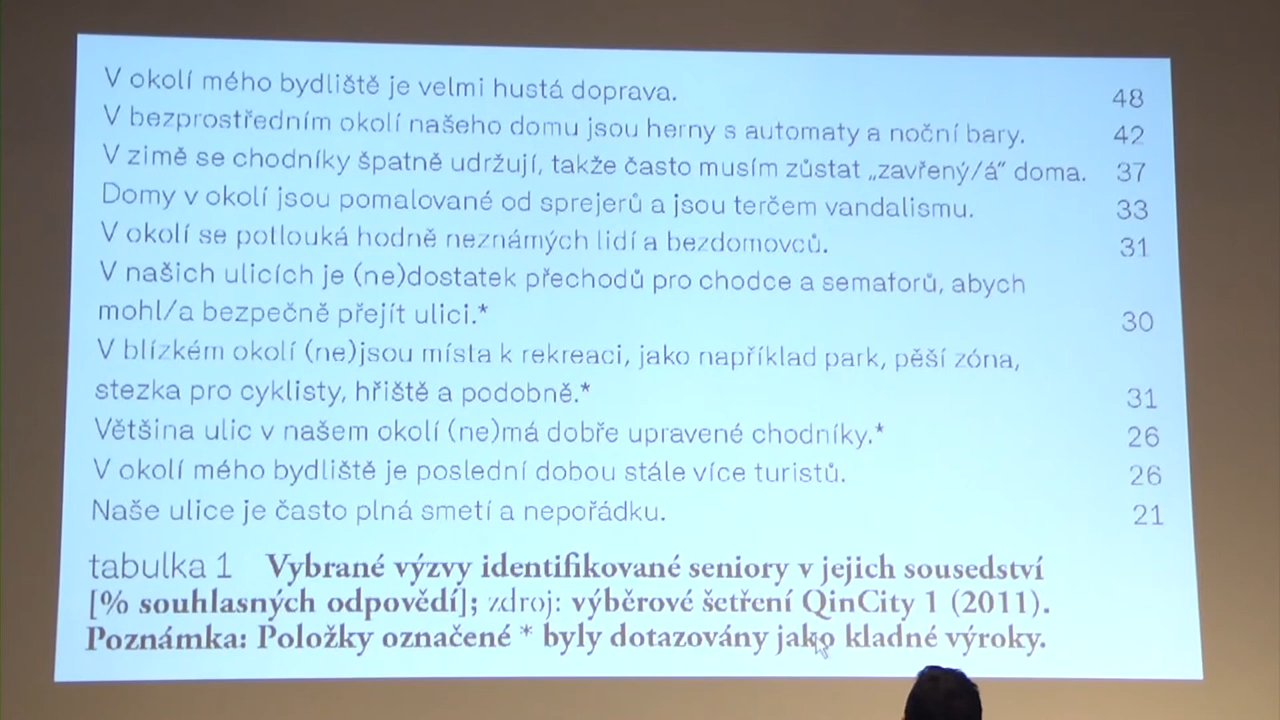 V okolí mého bydliště je velmi hustá doprava. 48
V bezprostředním okolí našeho domu jsou herny s automaty a noční bary. 42
V zimě se chodníky špatně udržují, takže často musím zůstat „zavřený/á“ doma. 37
Domy v okolí jsou pomalované od sprejerů a jsou terčem vandalismu. 33
V okolí se potlouká hodně neznámých lidí a bezdomovců. 31
V našich ulicích je (ne)dostatek přechodů pro chodce a semaforů, abych
mohl/a bezpečně přejít ulici.* 30
V blízkém okolí (ne)jsou místa k rekreaci, jako například park, pěší zóna,
stezka pro cyklisty, hřiště a podobně.* 31
Většina ulic v našem okolí (ne)má dobře upravené chodníky.* 26
V okolí mého bydliště je poslední dobou stále více turistů. 26
Naše ulice je často plná smetí a nepořádku. 21
tabulka 1 Vybrané výzvy identifikované seniory v jejich sousedství
[% souhlasných odpovědí]; zdroj: výběrové šetření QinCity 1 (2011).
Poznámka: Položky označené * byly dotazovány jako kladné výroky.